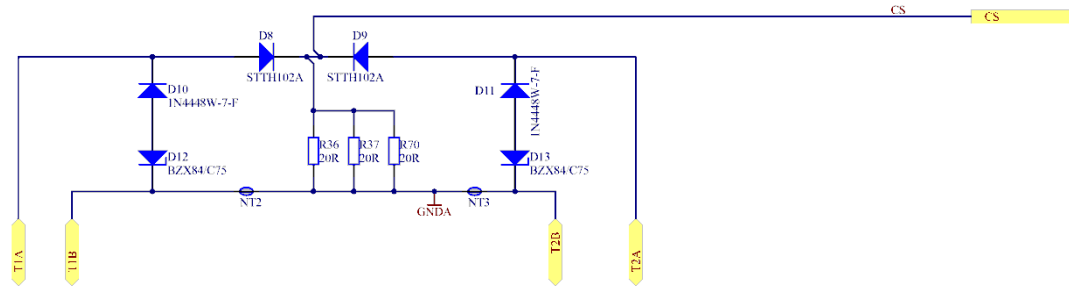 CS
CS
D8
D9
STTH102A
STTH102A
D10
1N4448W-7-F
D11
1N4448W-7-F
R36
20R
R37
20R
R70
20R
D12
BZX84/C75
D13
BZX84/C75
NT2
GNDA
NT3
T1A
T1B
T2B
T2A